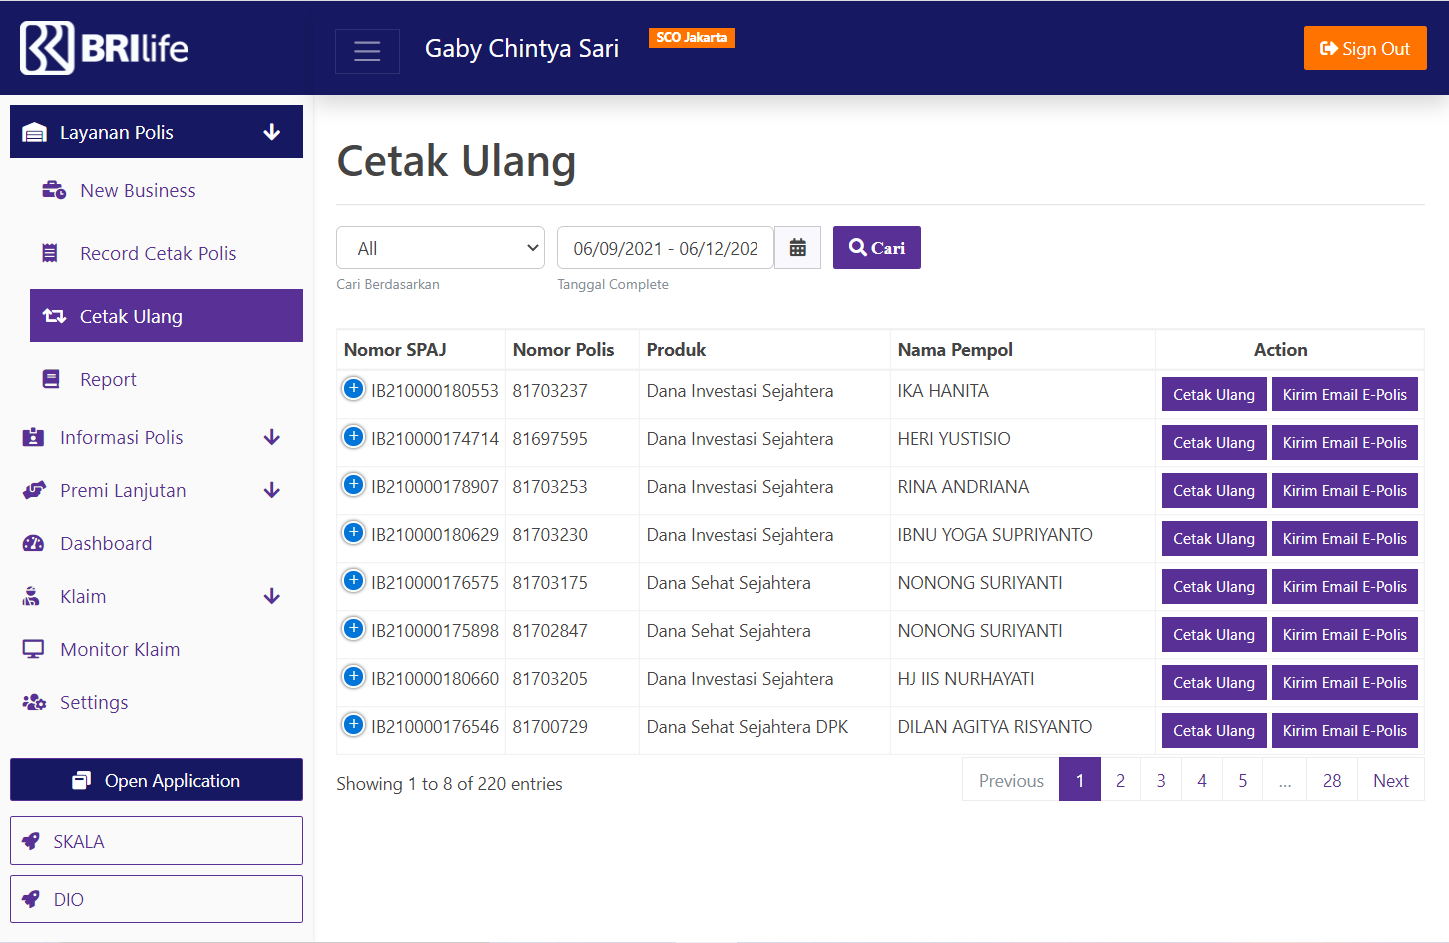 BRIlife
Gaby Chintya Sari
SCO Jakarta
Sign Out
Layanan Polis
New Business
Record Cetak Polis
Cetak Ulang
Report
Informasi Polis
Premi Lanjutan
Dashboard
Klaim
Monitor Klaim
Settings
Open Application
SKALA
DIO
Cetak Ulang
All 06/09/2021 - 06/12/202 Cari
Cari Berdasarkan Tanggal Complete
Nomor SPAJ Nomor Polis Produk Nama Pempol Action
IB210000180553 81703237 Dana Investasi Sejahtera IKA HANITA Cetak Ulang Kirim Email E-Polis
IB210000174714 81697595 Dana Investasi Sejahtera HERI YUSTISIO Cetak Ulang Kirim Email E-Polis
IB210000178907 81703253 Dana Investasi Sejahtera RINA ANDRIANA Cetak Ulang Kirim Email E-Polis
IB210000180629 81703230 Dana Investasi Sejahtera IBNU YOGA SUPRIYANTO Cetak Ulang Kirim Email E-Polis
IB210000176575 81703175 Dana Sehat Sejahtera NONONG SURIYANTI Cetak Ulang Kirim Email E-Polis
IB210000175898 81702847 Dana Sehat Sejahtera NONONG SURIYANTI Cetak Ulang Kirim Email E-Polis
IB210000180660 81703205 Dana Investasi Sejahtera HJ IIS NURHAYATI Cetak Ulang Kirim Email E-Polis
IB210000176546 81700729 Dana Sehat Sejahtera DPK DILAN AGITYA RISYANTO Cetak Ulang Kirim Email E-Polis
Showing 1 to 8 of 220 entries
Previous 1 2 3 4 5 … 28 Next